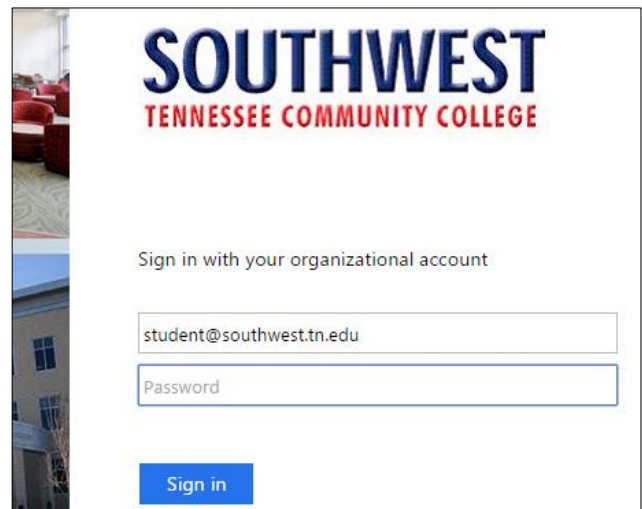 SOUTHWEST
TENNESSEE COMMUNITY COLLEGE
Sign in with your organizational account
student@southwest.tn.edu
Password
Sign in